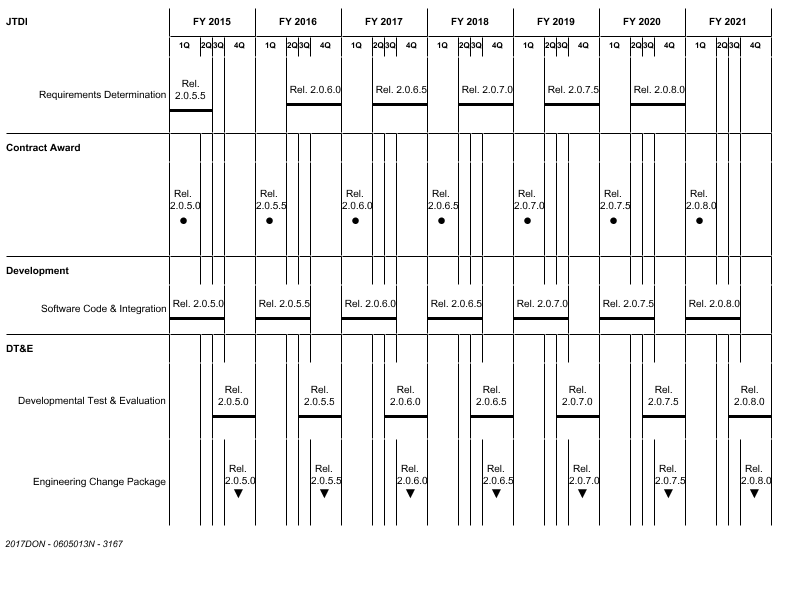 JTDI FY 2015 FY 2016 FY 2017 FY 2018 FY 2019 FY 2020 FY 2021
1Q 2Q 3Q 4Q 1Q 2Q 3Q 4Q 1Q 2Q 3Q 4Q 1Q 2Q 3Q 4Q 1Q 2Q 3Q 4Q 1Q 2Q 3Q 4Q 1Q 2Q 3Q 4Q
Requirements Determination
Rel.
2.0.5.5
Rel. 2.0.6.0
Rel. 2.0.6.5
Rel. 2.0.7.0
Rel. 2.0.7.5
Rel. 2.0.8.0
Contract Award
Rel.
2.0.5.0
Rel.
2.0.5.5
Rel.
2.0.6.0
Rel.
2.0.6.5
Rel.
2.0.7.0
Rel.
2.0.7.5
Rel.
2.0.8.0
Development
Software Code & Integration
Rel. 2.0.5.0
Rel. 2.0.5.5
Rel. 2.0.6.0
Rel. 2.0.6.5
Rel. 2.0.7.0
Rel. 2.0.7.5
Rel. 2.0.8.0
DT&E
Developmental Test & Evaluation
Rel.
2.0.5.0
Rel.
2.0.5.5
Rel.
2.0.6.0
Rel.
2.0.6.5
Rel.
2.0.7.0
Rel.
2.0.7.5
Rel.
2.0.8.0
Engineering Change Package
Rel.
2.0.5.0
Rel.
2.0.5.5
Rel.
2.0.6.0
Rel.
2.0.6.5
Rel.
2.0.7.0
Rel.
2.0.7.5
Rel.
2.0.8.0
2017DON - 0605013N - 3167